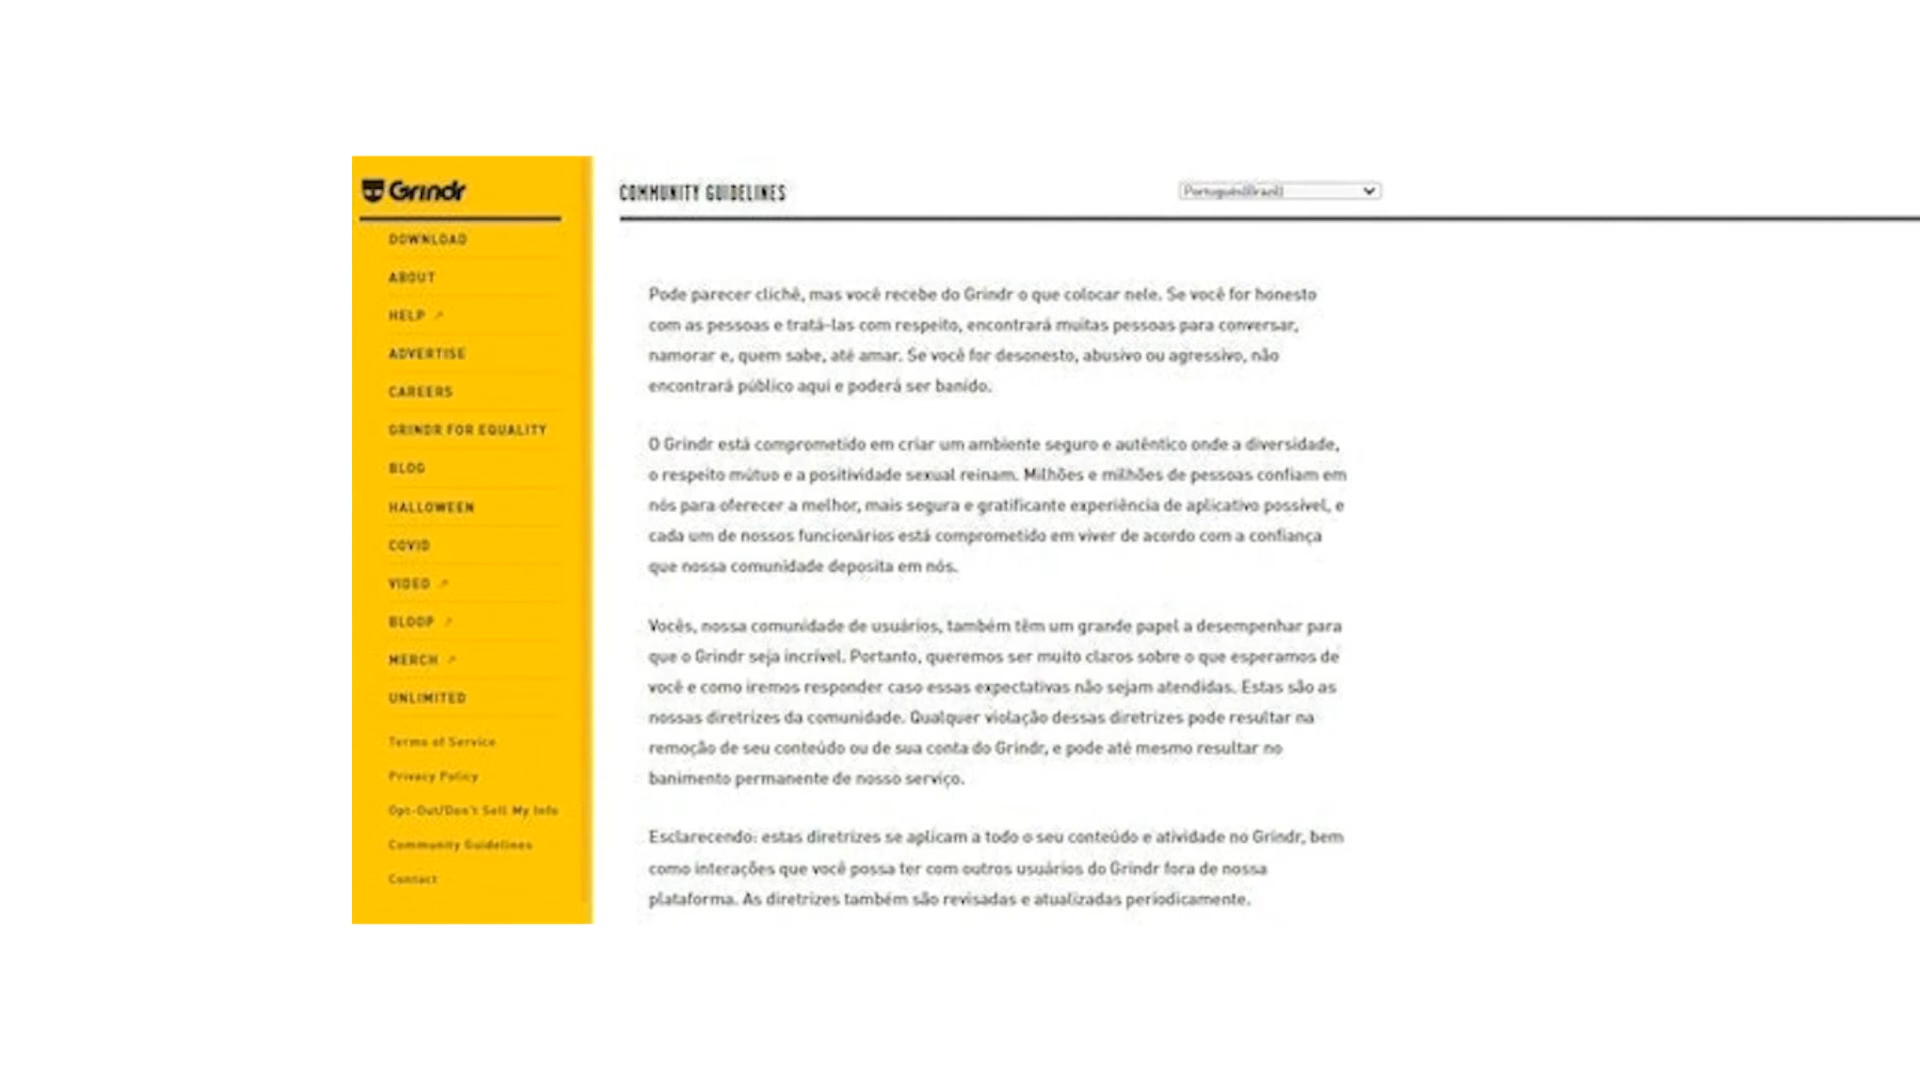 Grindr
DOWNLOAD
ABOUT
HELP ↗
ADVERTISE
CAREERS
GRINDR FOR EQUALITY
BLOG
HALLOWEEN
COVID
VIDEO ↗
BLOOP ↗
MERCH ↗
UNLIMITED
Terms of Service
Privacy Policy
Opt-Out/Don't Sell My Info
Community Guidelines
Contact
COMMUNITY GUIDELINES
Português(Brazil)
Pode parecer clichê, mas você recebe do Grindr o que colocar nele. Se você for honesto
com as pessoas e tratá-las com respeito, encontrará muitas pessoas para conversar,
namorar e, quem sabe, até amar. Se você for desonesto, abusivo ou agressivo, não
encontrará público aqui e poderá ser banido.
O Grindr está comprometido em criar um ambiente seguro e autêntico onde a diversidade,
o respeito mútuo e a positividade sexual reinam. Milhões e milhões de pessoas confiam em
nós para oferecer a melhor, mais segura e gratificante experiência de aplicativo possível, e
cada um de nossos funcionários está comprometido em viver de acordo com a confiança
que nossa comunidade deposita em nós.
Vocês, nossa comunidade de usuários, também têm um grande papel a desempenhar para
que o Grindr seja incrível. Portanto, queremos ser muito claros sobre o que esperamos de
você e como iremos responder caso essas expectativas não sejam atendidas. Estas são as
nossas diretrizes da comunidade. Qualquer violação dessas diretrizes pode resultar na
remoção de seu conteúdo ou de sua conta do Grindr, e pode até mesmo resultar no
banimento permanente de nosso serviço.
Esclarecendo: estas diretrizes se aplicam a todo o seu conteúdo e atividade no Grindr, bem
como interações que você possa ter com outros usuários do Grindr fora de nossa
plataforma. As diretrizes também são revisadas e atualizadas periodicamente.